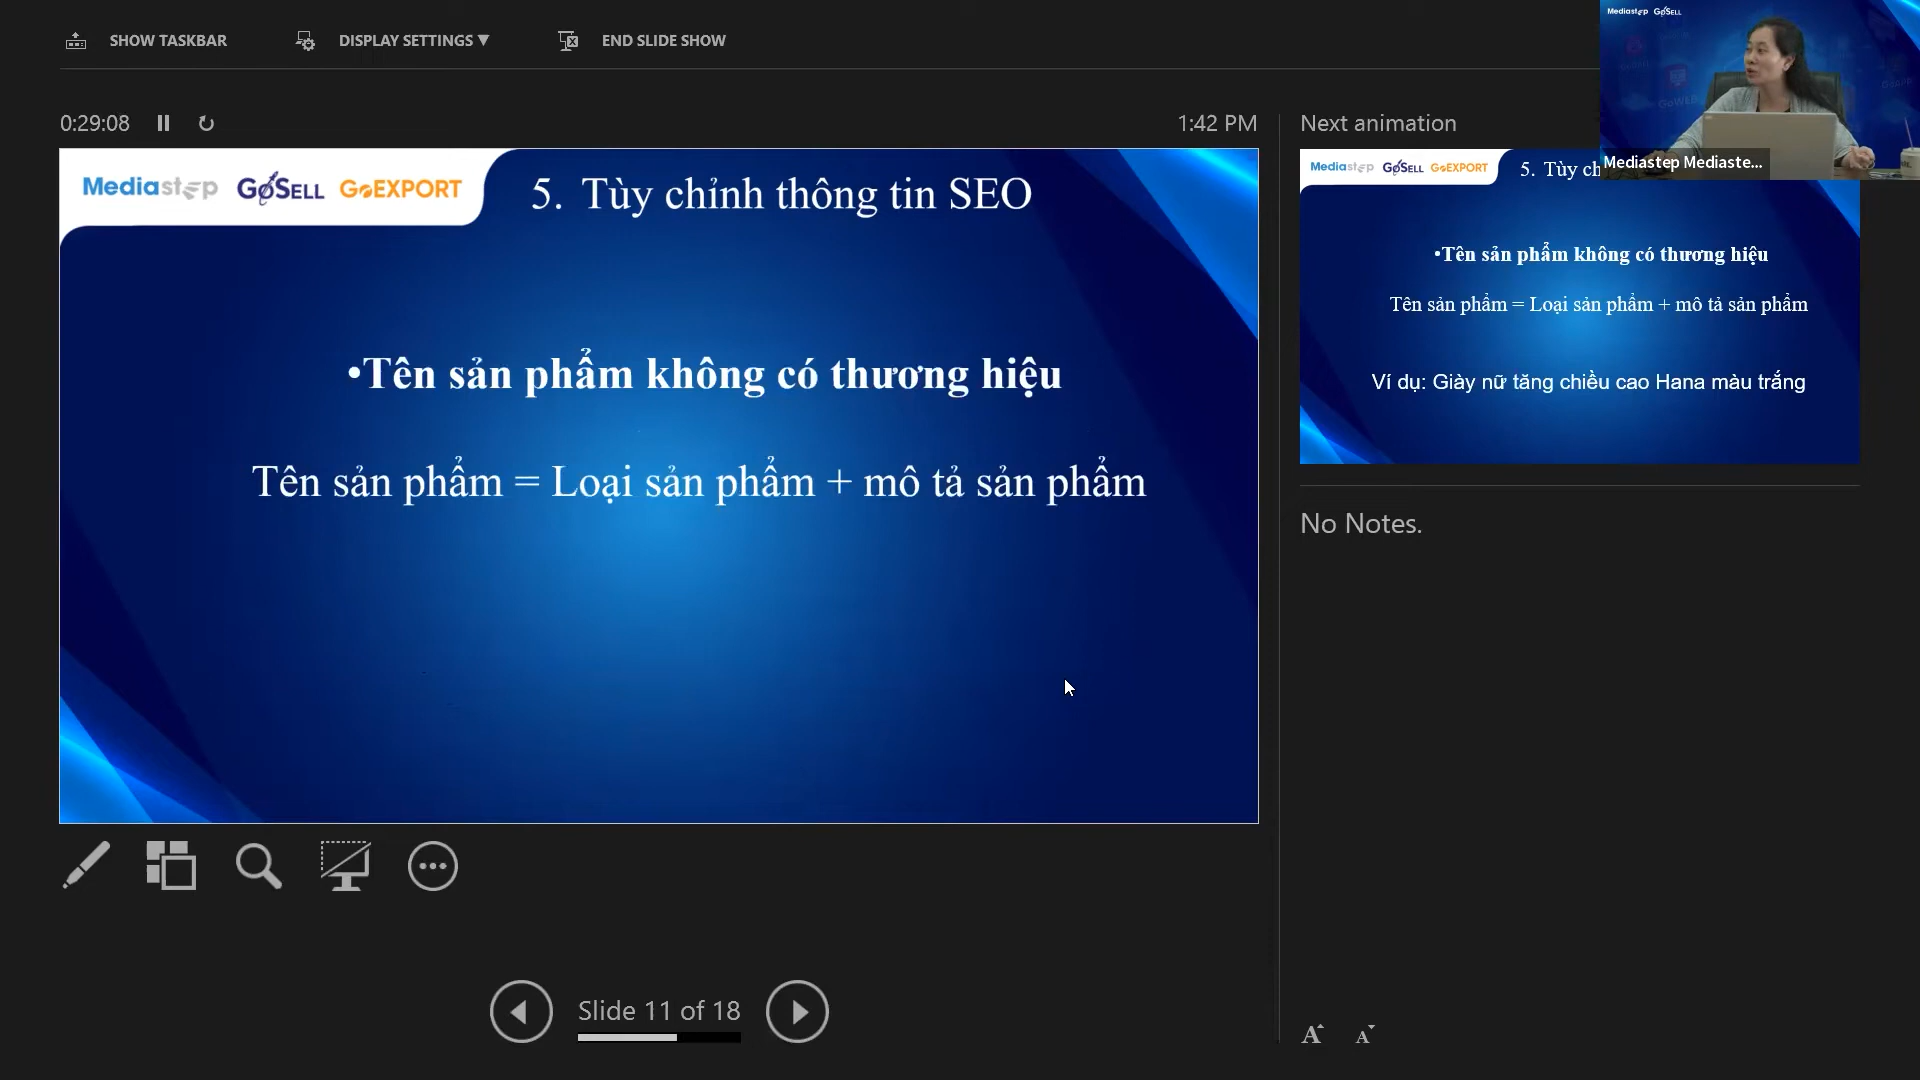 SHOW TASKBAR
DISPLAY SETTINGS ▼
END SLIDE SHOW
Mediastep GoSELL
0:29:08
1:42 PM
Next animation
Mediastep Mediaste...
Mediastep GoSELL GoEXPORT
5. Tùy chỉnh thông tin SEO
•Tên sản phẩm không có thương hiệu
Tên sản phẩm = Loại sản phẩm + mô tả sản phẩm
Mediastep GoSELL GoEXPORT
5. Tùy ch
•Tên sản phẩm không có thương hiệu
Tên sản phẩm = Loại sản phẩm + mô tả sản phẩm
Ví dụ: Giày nữ tăng chiều cao Hana màu trắng
No Notes.
Slide 11 of 18
A A